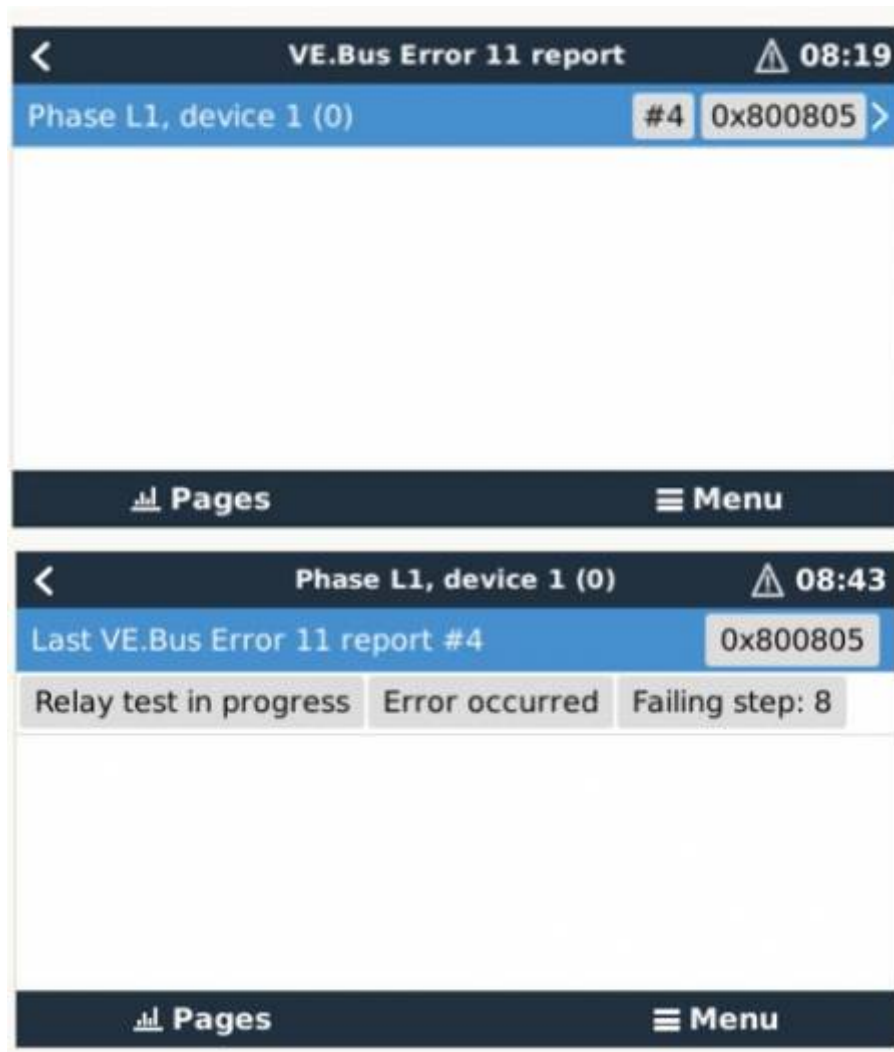 VE.Bus Error 11 report 08:19
Phase L1, device 1 (0) #4 0x800805
Pages Menu
Phase L1, device 1 (0) 08:43
Last VE.Bus Error 11 report #4 0x800805
Relay test in progress Error occurred Failing step: 8
Pages Menu